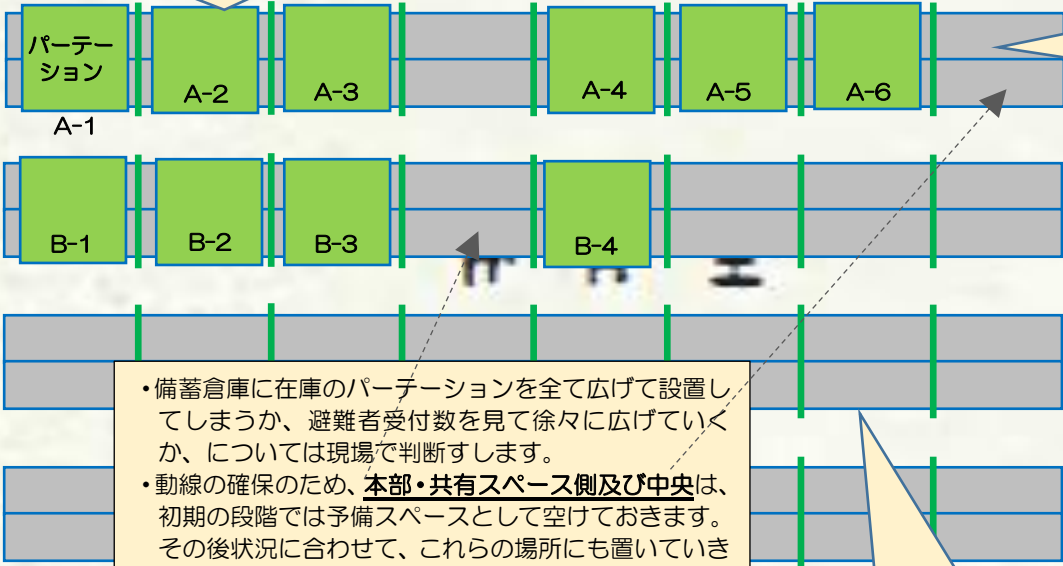 パーテー
ション
A-1
A-2
A-3
A-4
A-5
A-6
B-1
B-2
B-3
B-4
・備蓄倉庫に在庫のパーテーションを全て広げて設置し
てしまうか、避難者受付数を見て徐々に広げていく
か、については現場で判断すします。
・動線の確保のため、本部・共有スペース側及び中央は、
初期の段階では予備スペースとして空けておきます。
その後状況に合わせて、これらの場所にも置いていき